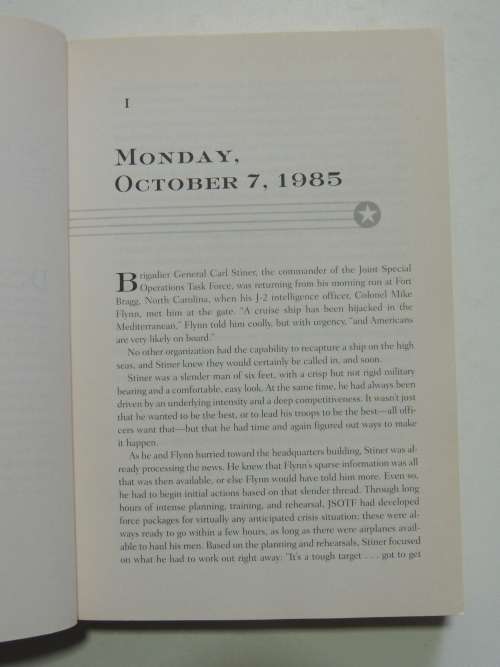 I
MONDAY,
OCTOBER 7, 1985
Brigadier General Carl Stiner, the commander of the Joint Special
Operations Task Force, was returning from his morning run at Fort
Bragg, North Carolina, when his J-2 intelligence officer, Colonel Mike
Flynn, met him at the gate. "A cruise ship has been hijacked in the
Mediterranean," Flynn told him coolly, but with urgency, "and Americans
are very likely on board."
No other organization had the capability to recapture a ship on the high
seas, and Stiner knew they would certainly be called in, and soon.
Stiner was a slender man of six feet, with a crisp but not rigid military
bearing and a comfortable, easy look. At the same time, he had always been
driven by an underlying intensity and a deep competitiveness. It wasn't just
that he wanted to be the best, or to lead his troops to be the best—all offi-
cers want that—but that he had time and again figured out ways to make
it happen.
As he and Flynn hurried toward the headquarters building, Stiner was al-
ready processing the news. He knew that Flynn's sparse information was all
that was then available, or else Flynn would have told him more. Even so,
he had to begin initial actions based on that slender thread. Through long
hours of intense planning, training, and rehearsal, JSOTF had developed
force packages for virtually any anticipated crisis situation; these were al-
ways ready to go within a few hours, as long as there were airplanes avail-
able to haul his men. Based on the planning and rehearsals, Stiner focused
on what he had to work out right away: "It's a tough target . . . got to get